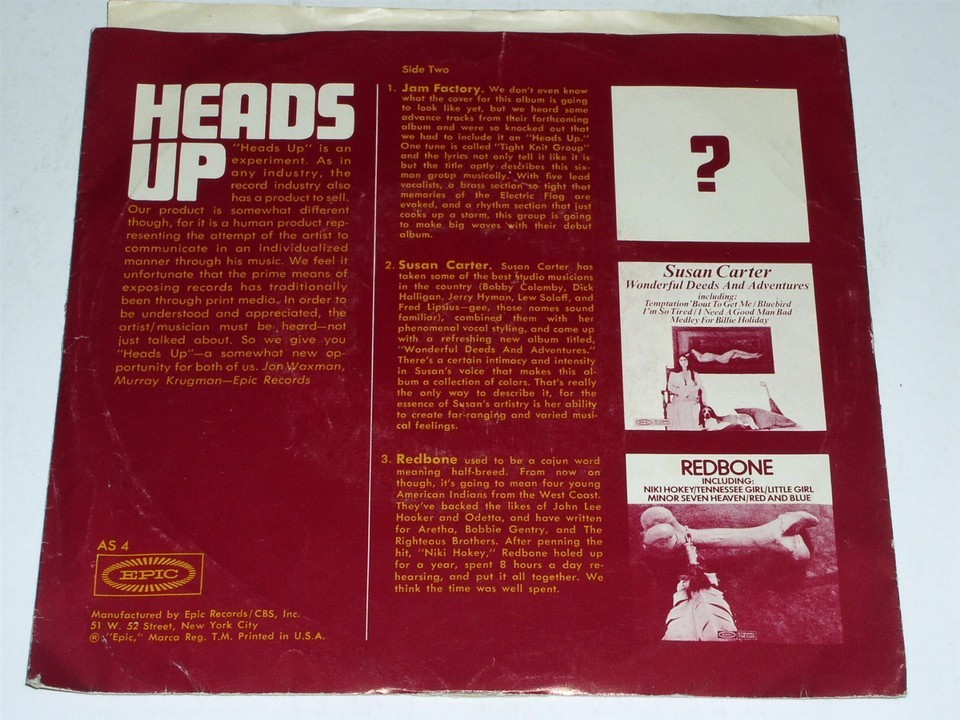 HEADS
UP
"Heads Up" is an
experiment. As in
any industry, the
record industry also
has a product to sell.
Our product is somewhat different
though, for it is a human product rep-
resenting the attempt of the artist to
communicate in an individualized
manner through his music. We feel it
unfortunate that the prime means of
exposing records has traditionally
been through print media. In order to
be understood and appreciated, the
artist/musician must be heard—not
just talked about. So we give you
"Heads Up"—a somewhat new op-
portunity for both of us. Jon Waxman,
Murray Krugman—Epic Records
AS 4
EPIC
Manufactured by Epic Records/CBS, Inc.
51 W. 52 Street, New York City
®:"Epic," Marca Reg. T.M. Printed in U.S.A.
Side Two
1. Jam Factory. We don't even know
what the cover for this album is going
to look like yet, but we heard some
advance tracks from their forthcoming
album and were so knocked out that
we had to include it on "Heads Up."
One tune is called "Tight Knit Group"
and the lyrics not only tell it like it is
but the title aptly describes this six-
man group musically. With five lead
vocalists, a brass section so tight that
memories of the Electric Flag are
evoked, and a rhythm section that just
cooks up a storm, this group is going
to make big waves with their debut
album.
?
2. Susan Carter. Susan Carter has
taken some of the best studio musicians
in the country (Bobby Colomby, Dick
Halligan, Jerry Hyman, Lew Soloff, and
Fred Lipsius—gee, those names sound
familiar), combined them with her
phenomenal vocal styling, and came up
with a refreshing new album titled,
"Wonderful Deeds And Adventures."
There's a certain intimacy and intensity
in Susan's voice that makes this al-
bum a collection of colors. That's really
the only way to describe it, for the
essence of Susan's artistry is her ability
to create far-ranging and varied musi-
cal feelings.
Susan Carter
Wonderful Deeds And Adventures
including:
Temptation 'Bout To Get Me/Bluebird
I'm So Tired/I Need A Good Man Bad
Medley For Billie Holiday
3. Redbone used to be a cajun word
meaning half-breed. From now on
though, it's going to mean four young
American Indians from the West Coast.
They've backed the likes of John Lee
Hooker and Odetta, and have written
for Aretha, Bobbie Gentry, and The
Righteous Brothers. After penning the
hit, "Niki Hokey," Redbone holed up
for a year, spent 8 hours a day re-
hearsing, and put it all together. We
think the time was well spent.
REDBONE
INCLUDING:
NIKI HOKEY/TENNESSEE GIRL/LITTLE GIRL
MINOR SEVEN HEAVEN/RED AND BLUE